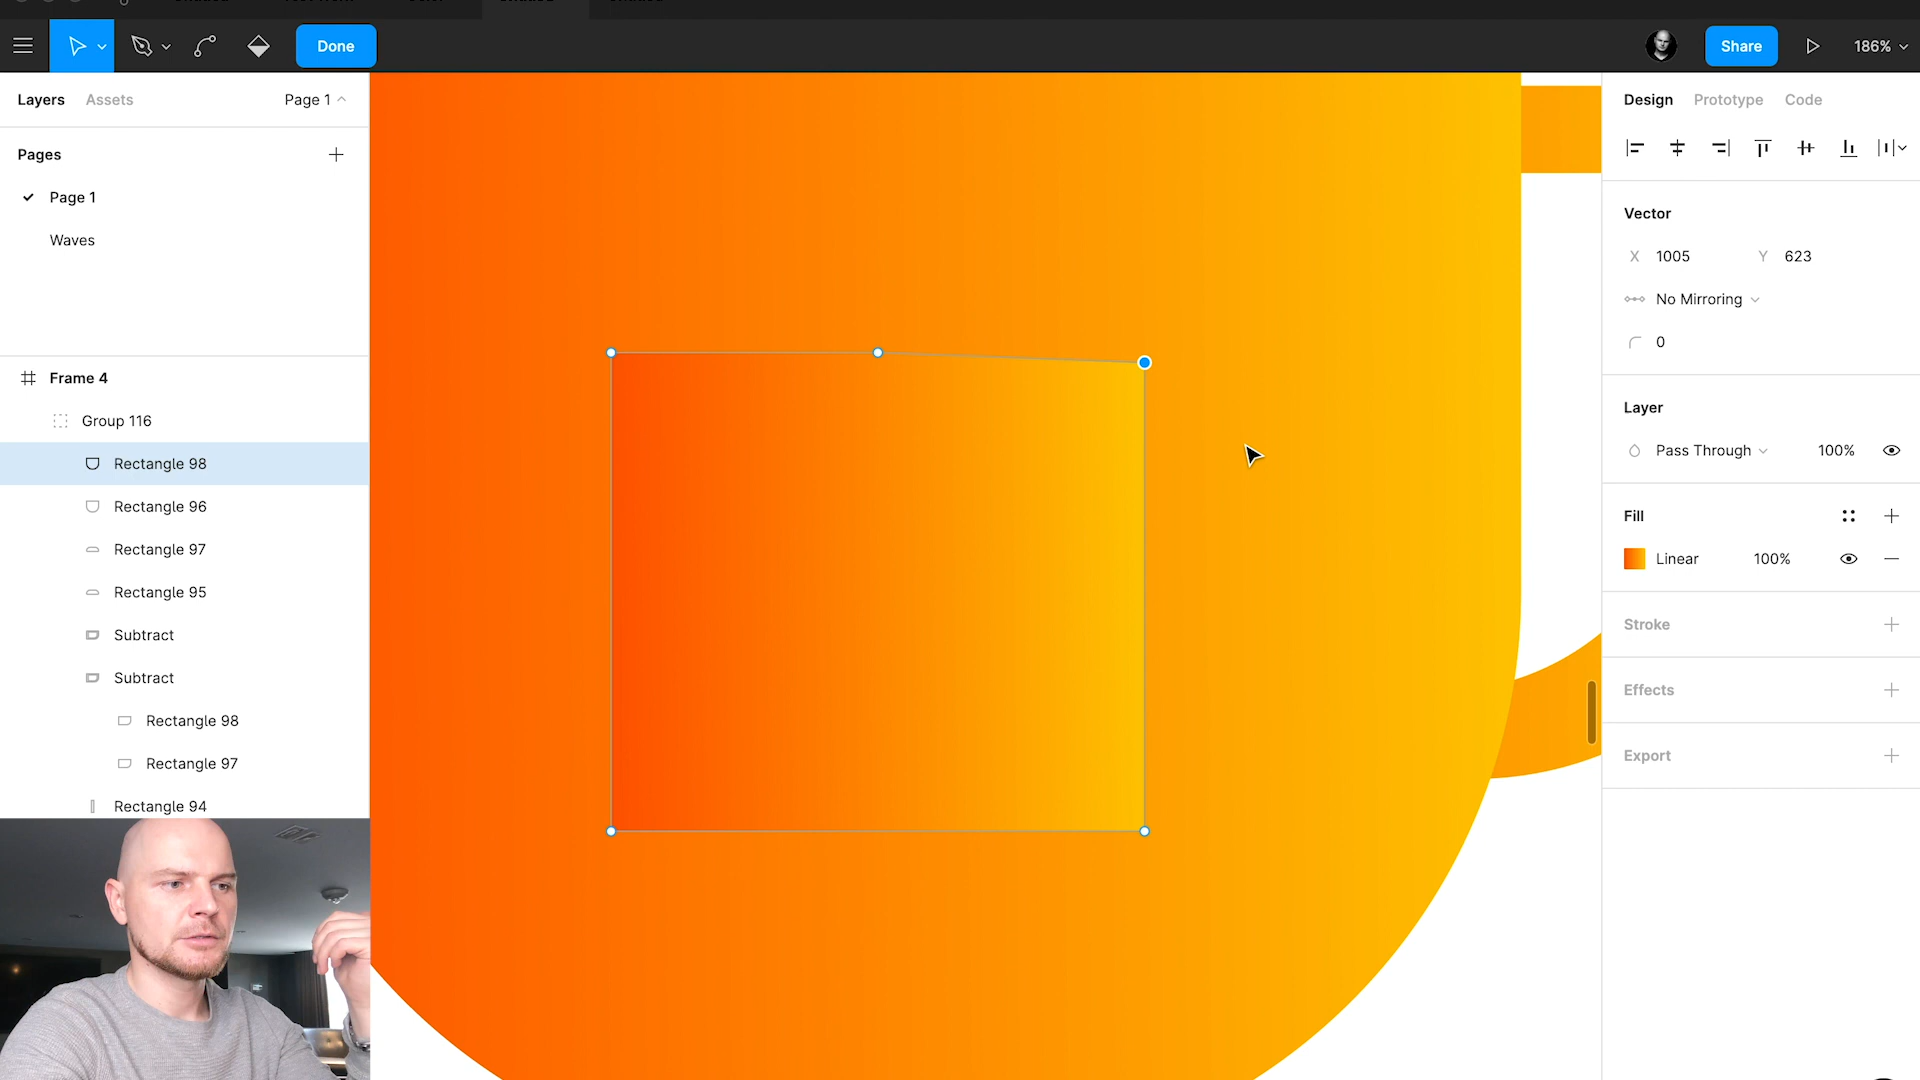 Done
Share
186%
Layers
Assets
Page 1
Pages
Page 1
Waves
Frame 4
Group 116
Rectangle 98
Rectangle 96
Rectangle 97
Rectangle 95
Subtract
Subtract
Rectangle 98
Rectangle 97
Rectangle 94
Design
Prototype
Code
Vector
X 1005
Y 623
No Mirroring
0
Layer
Pass Through
100%
Fill
Linear
100%
Stroke
Effects
Export